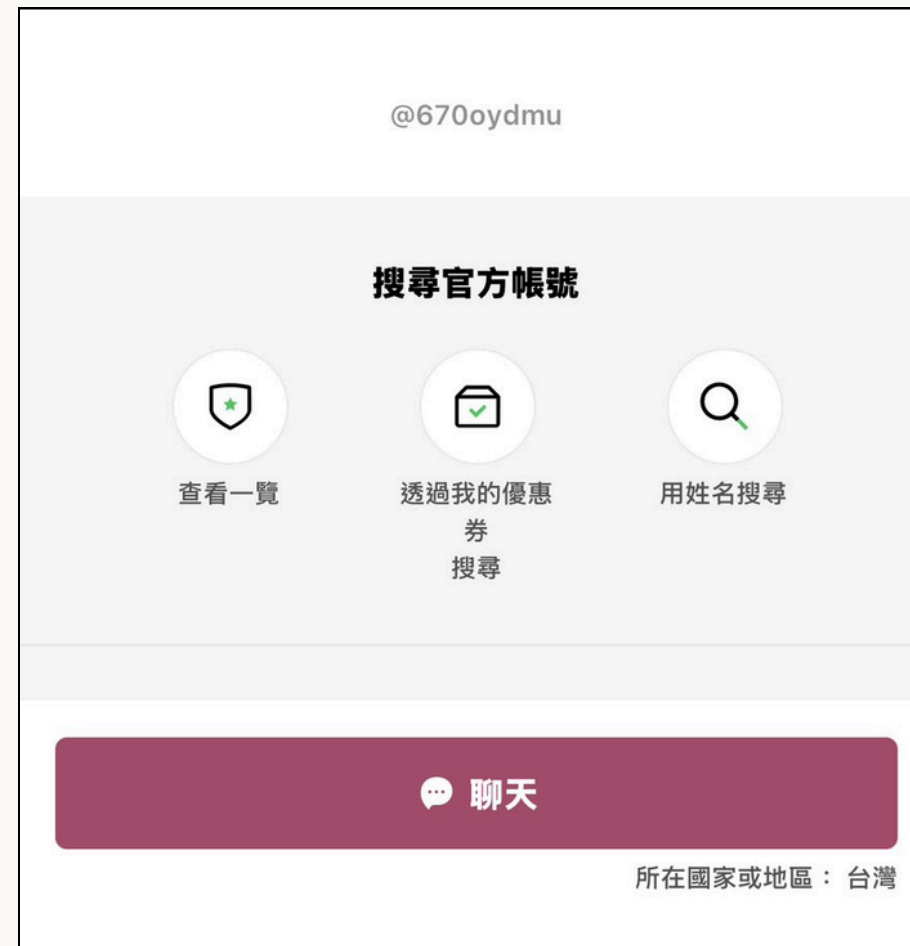 @670oydmu
搜尋官方帳號
查看一覽
透過我的優惠
券
搜尋
用姓名搜尋
聊天
所在國家或地區： 台灣